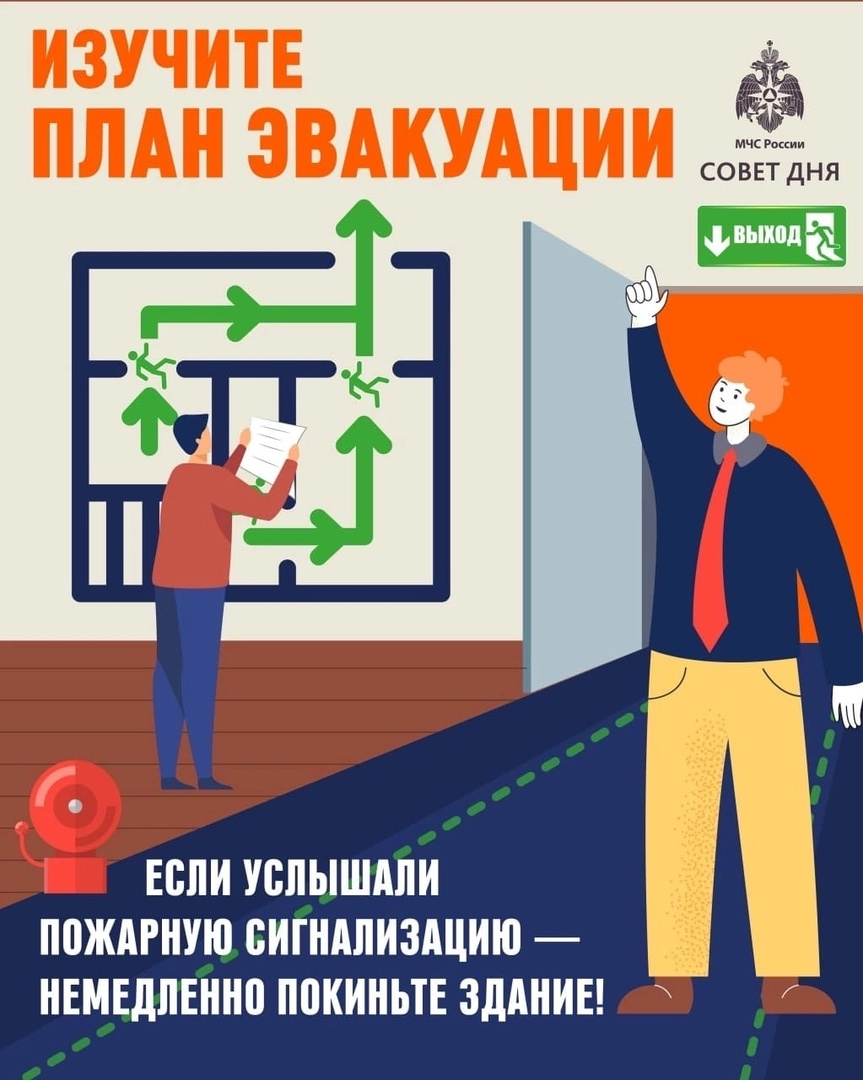 ИЗУЧИТЕ
ПЛАН ЭВАКУАЦИИ
МЧС России
СОВЕТ ДНЯ
ВЫХОД
ЕСЛИ УСЛЫШАЛИ
ПОЖАРНУЮ СИГНАЛИЗАЦИЮ —
НЕМЕДЛЕННО ПОКИНЬТЕ ЗДАНИЕ!